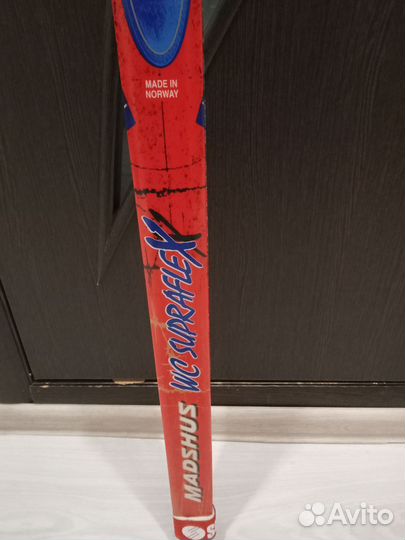 MADE IN
NORWAY
WC SUPRAFLEX
MADSHUS
S
Avito